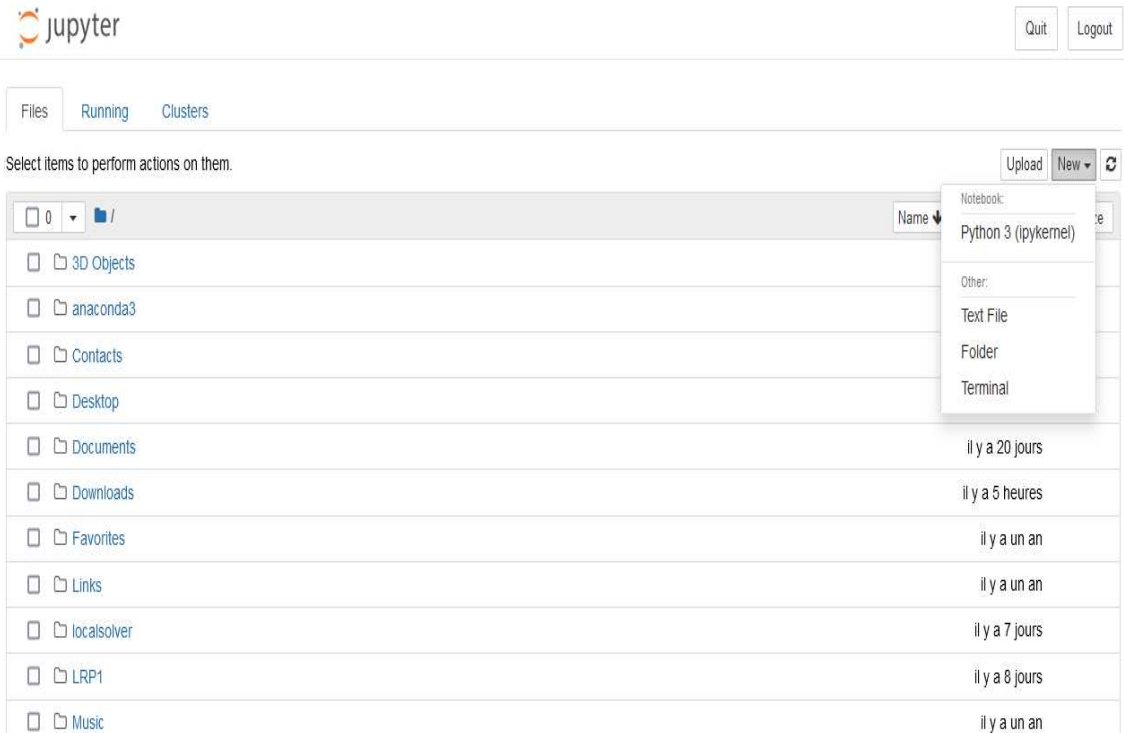 jupyter
Quit Logout
Files Running Clusters
Select items to perform actions on them.
Upload New
0 /
Name
Notebook:
Python 3 (ipykernel)
Other:
Text File
Folder
Terminal
3D Objects
anaconda3
Contacts
Desktop
Documents il y a 20 jours
Downloads il y a 5 heures
Favorites il y a un an
Links il y a un an
localsolver il y a 7 jours
LRP1 il y a 8 jours
Music il y a un an